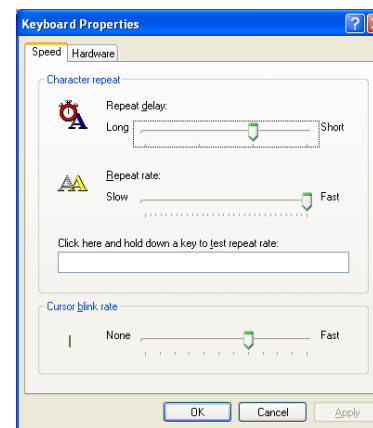 Keyboard Properties
Speed Hardware
Character repeat
Repeat delay:
Long Short
Repeat rate:
Slow Fast
Click here and hold down a key to test repeat rate:
Cursor blink rate
None Fast
OK Cancel Apply